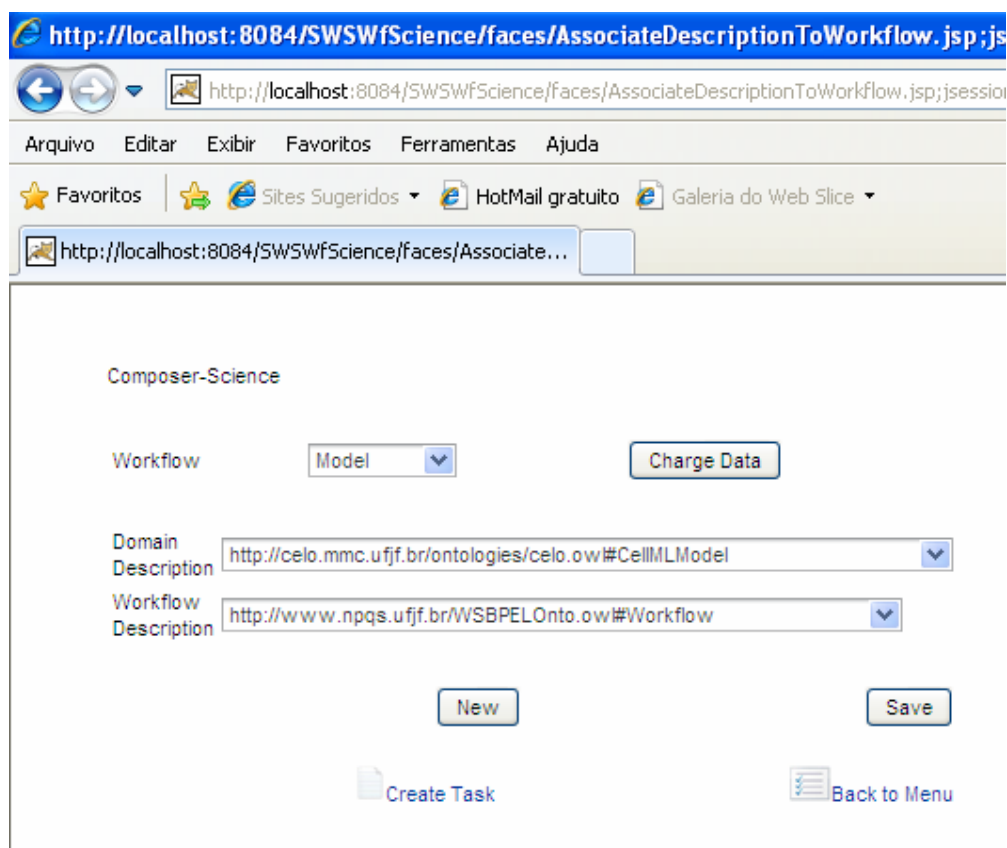 http://localhost:8084/SWSWfScience/faces/AssociateDescriptionToWorkflow.jsp;js
http://localhost:8084/SWSWfScience/faces/AssociateDescriptionToWorkflow.jsp;jsession
Arquivo Editar Exibir Favoritos Ferramentas Ajuda
Favoritos Sites Sugeridos HotMail gratuito Galeria do Web Slice
http://localhost:8084/SWSWfScience/faces/Associate...
Composer-Science
Workflow Model Charge Data
Domain
Description http://celo.mmc.ufjf.br/ontologies/celo.owl#CellMLModel
Workflow
Description http://www.npqs.ufjf.br/WSBPELOnto.owl#Workflow
New Save
Create Task Back to Menu